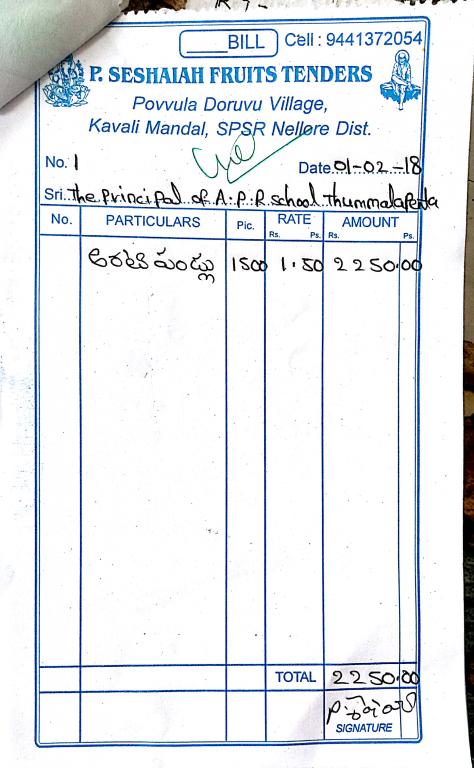 BILL Cell : 9441372054
P. SESHAIAH FRUITS TENDERS
Povvula Doruvu Village,
Kavali Mandal, SPSR Nellore Dist.
No. 1 Date 01-02-18
Sri. The Principal of A.P.R school Thummalapenta
No. PARTICULARS Pic. RATE AMOUNT
Rs. Ps. Rs. Ps.
అరటి పండ్లు 1500 1.50 2250.00
TOTAL 2250.00
SIGNATURE